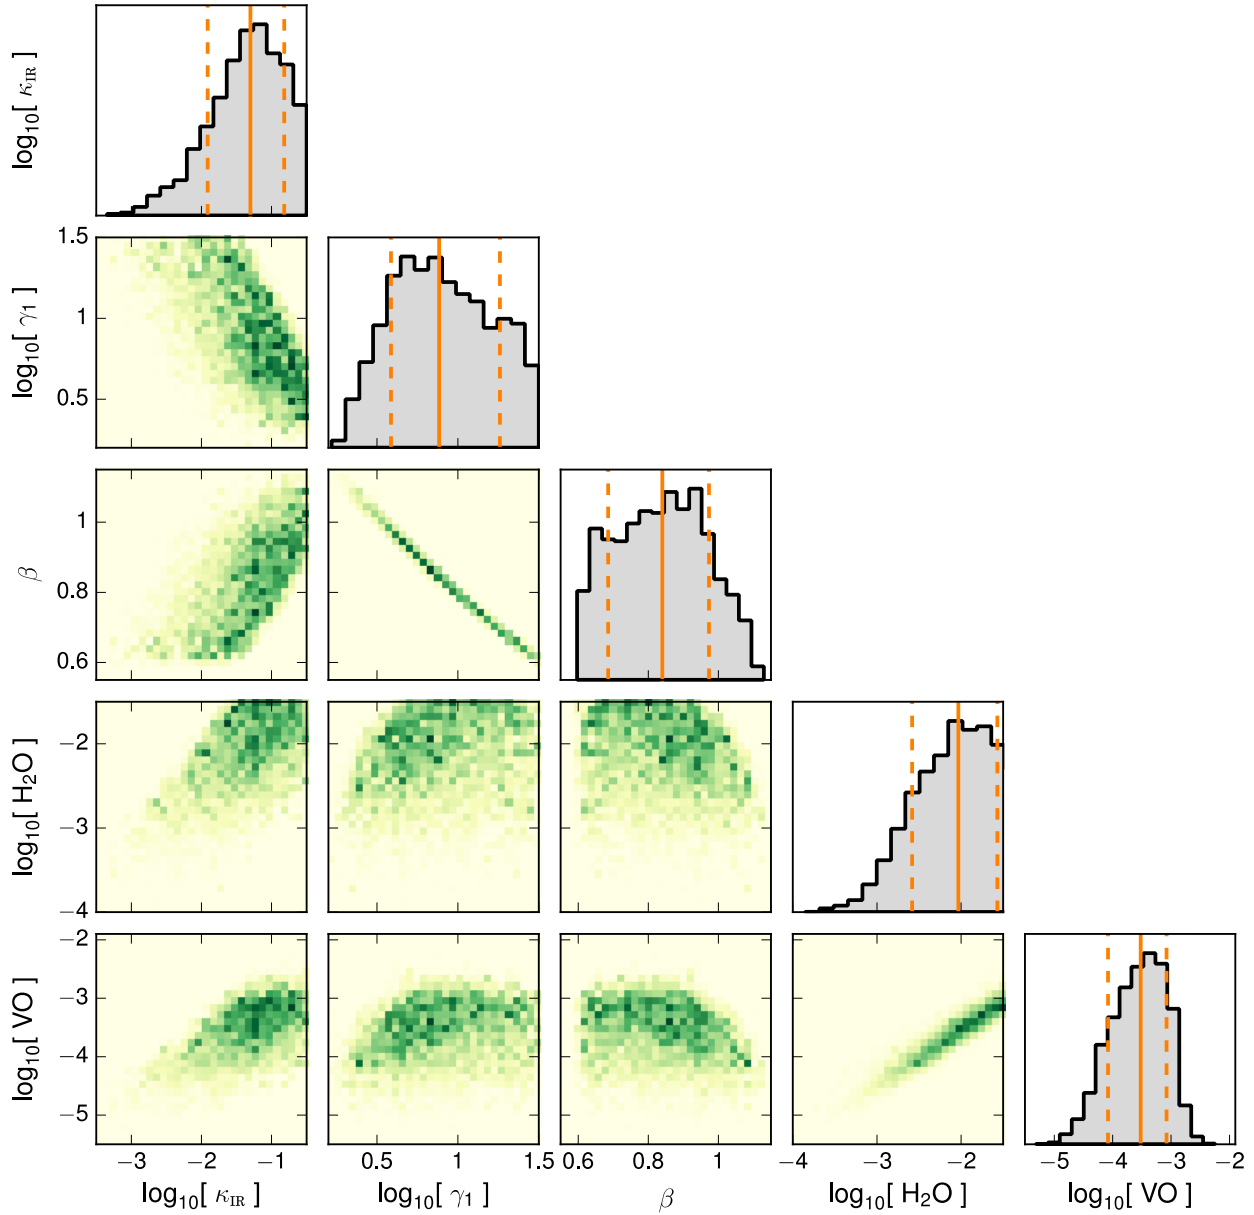 log₁₀[ κ_IR ]
log₁₀[ γ₁ ]
1.5
1
0.5
β
1
0.8
0.6
log₁₀[ H₂O ]
−2
−3
−4
log₁₀[ VO ]
−2
−3
−4
−5
−3 −2 −1
0.5 1 1.5
0.6 0.8 1
−4 −3 −2
−5 −4 −3 −2
log₁₀[ κ_IR ]
log₁₀[ γ₁ ]
β
log₁₀[ H₂O ]
log₁₀[ VO ]